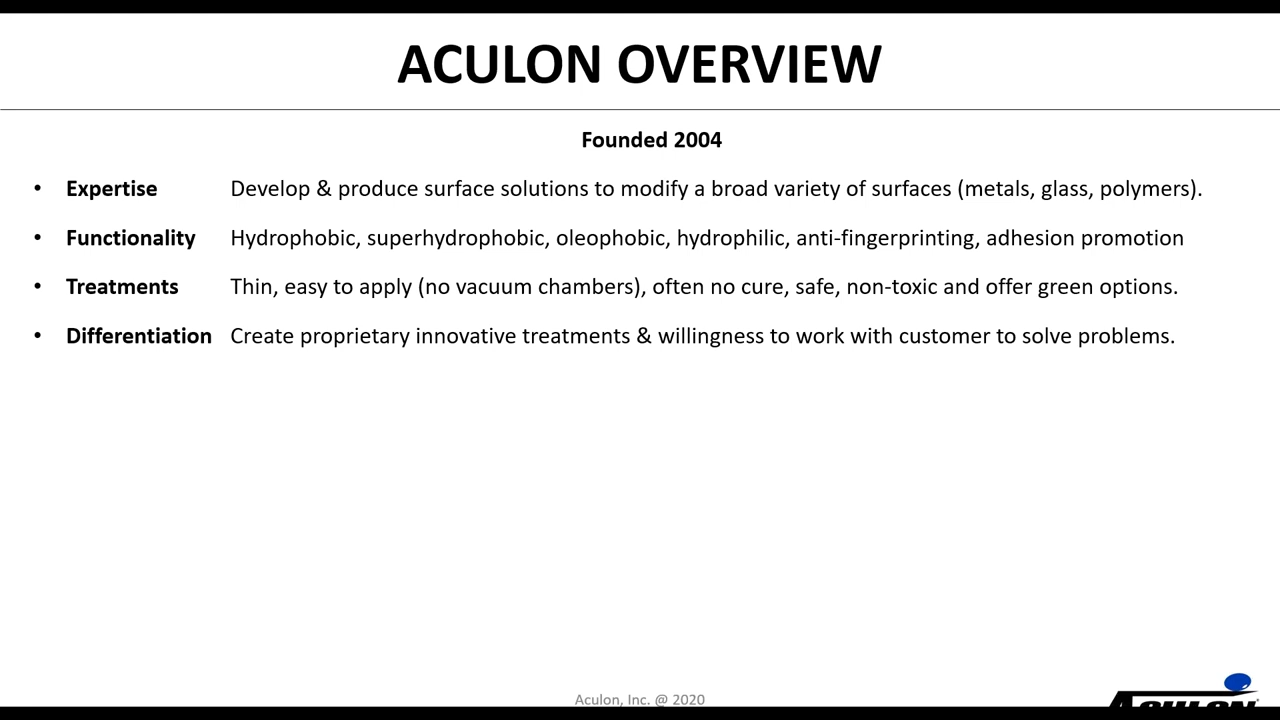 ACULON OVERVIEW
Founded 2004
• Expertise Develop & produce surface solutions to modify a broad variety of surfaces (metals, glass, polymers).
• Functionality Hydrophobic, superhydrophobic, oleophobic, hydrophilic, anti-fingerprinting, adhesion promotion
• Treatments Thin, easy to apply (no vacuum chambers), often no cure, safe, non-toxic and offer green options.
• Differentiation Create proprietary innovative treatments & willingness to work with customer to solve problems.
Aculon, Inc. @ 2020
ACULON